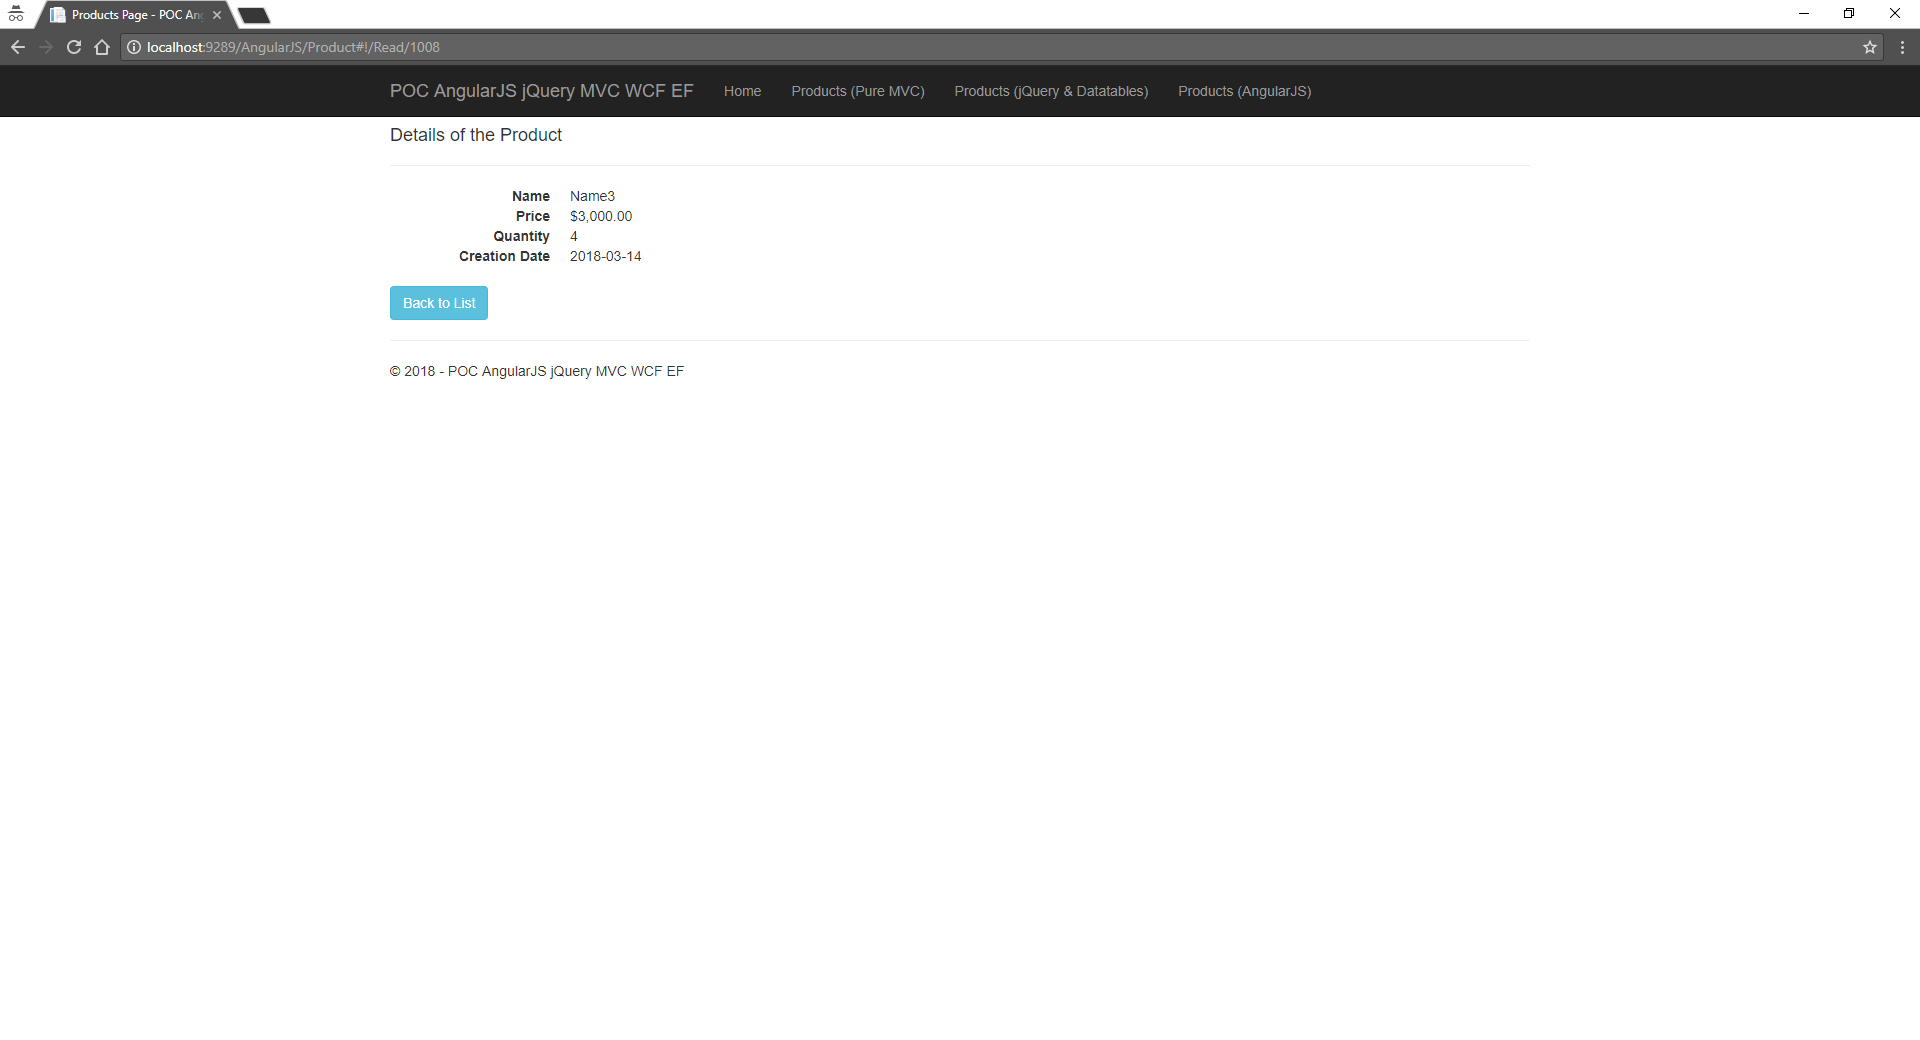 Products Page - POC An
localhost:9289/AngularJS/Product#!/Read/1008
POC AngularJS jQuery MVC WCF EF Home Products (Pure MVC) Products (jQuery & Datatables) Products (AngularJS)
Details of the Product
Name Name3
Price $3,000.00
Quantity 4
Creation Date 2018-03-14
Back to List
© 2018 - POC AngularJS jQuery MVC WCF EF